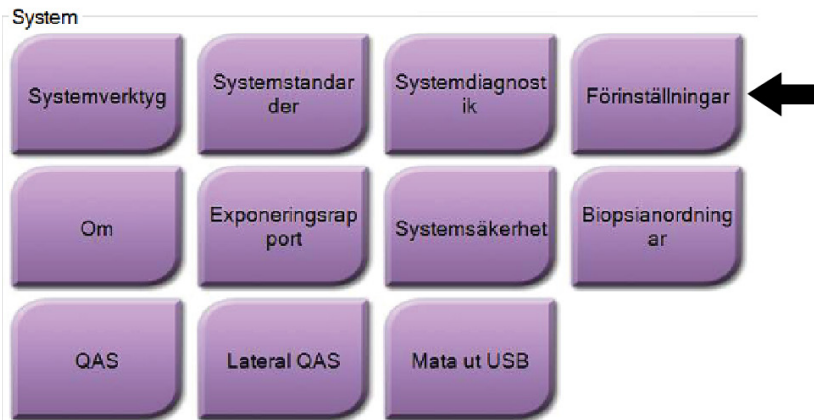 System
Systemverktyg
Systemstandar
der
Systemdiagnost
ik
Förinställningar
Om
Exponeringsrap
port
Systemsäkerhet
Biopsianordning
ar
QAS
Lateral QAS
Mata ut USB